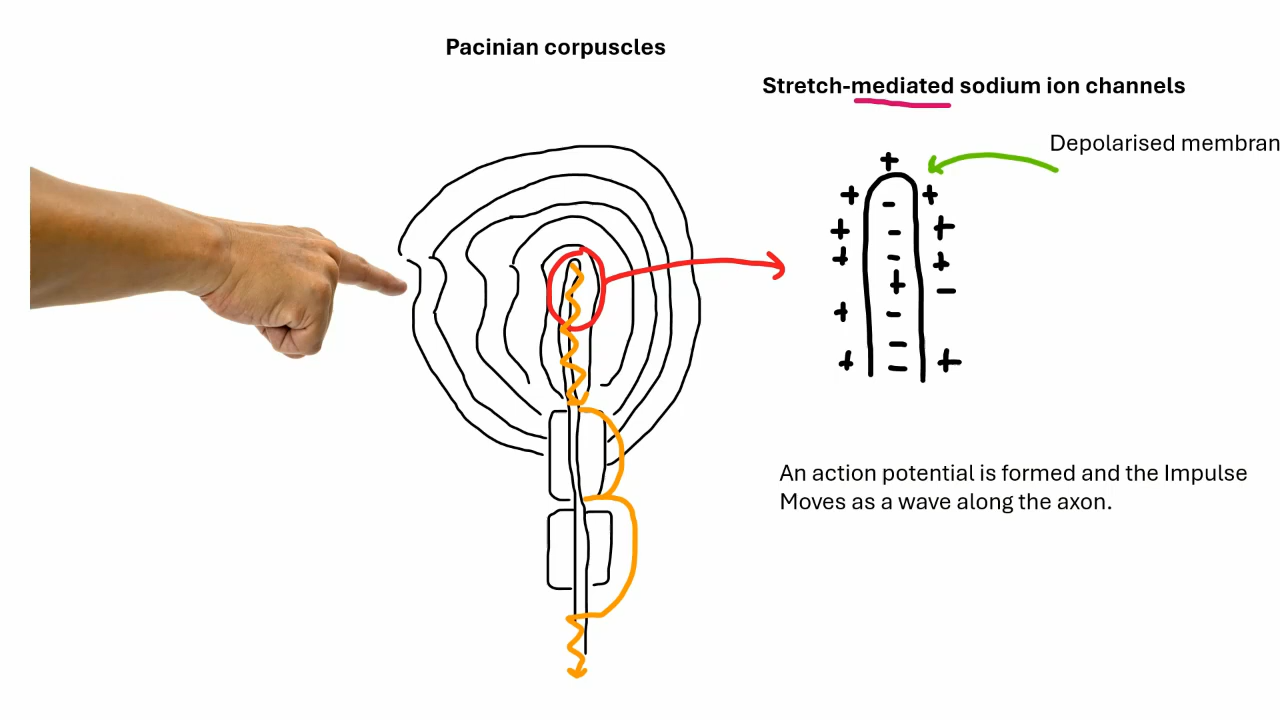 Pacinian corpuscles
Stretch-mediated sodium ion channels
Depolarised membran
+
+ - +
+ - +
+ - +
+ -
+ -
-
+ - +
An action potential is formed and the Impulse
Moves as a wave along the axon.